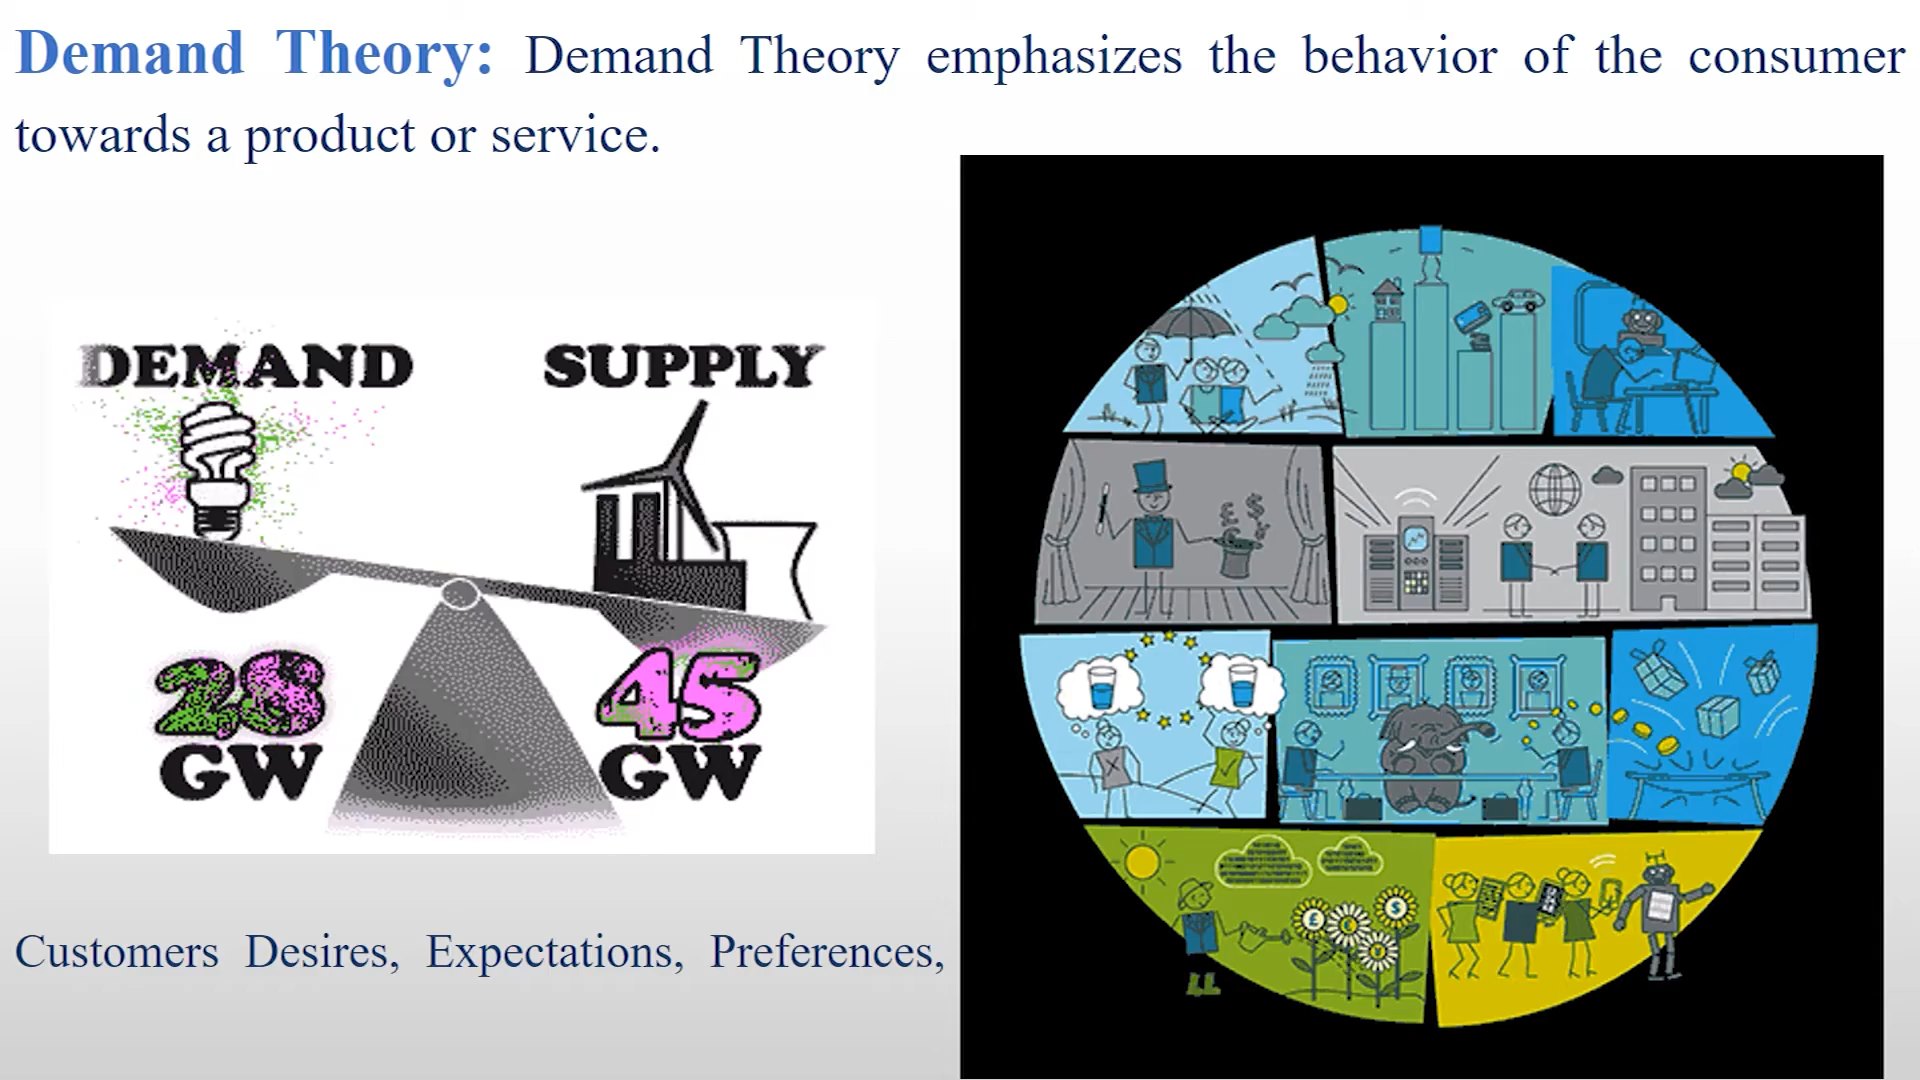 Demand Theory: Demand Theory emphasizes the behavior of the consumer
towards a product or service.
DEMAND
SUPPLY
28
GW
45
GW
Customers Desires, Expectations, Preferences,